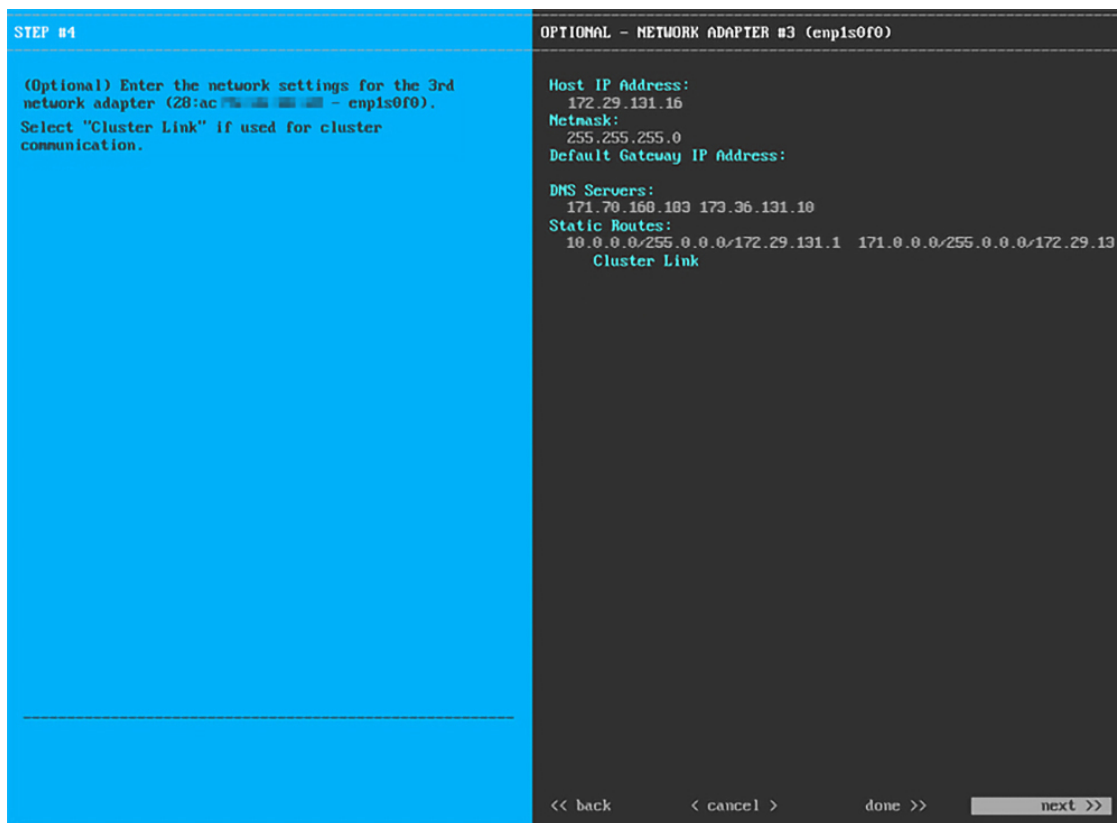 STEP #4
(Optional) Enter the network settings for the 3rd
network adapter (28:ac - enp1s0f0).
Select "Cluster Link" if used for cluster
communication.
OPTIONAL - NETWORK ADAPTER #3 (enp1s0f0)
Host IP Address:
172.29.131.16
Netmask:
255.255.255.0
Default Gateway IP Address:
DNS Servers:
171.70.168.183 173.36.131.10
Static Routes:
10.0.0.0/255.0.0.0/172.29.131.1 171.0.0.0/255.0.0.0/172.29.13
Cluster Link
<< back < cancel > done >> next >>